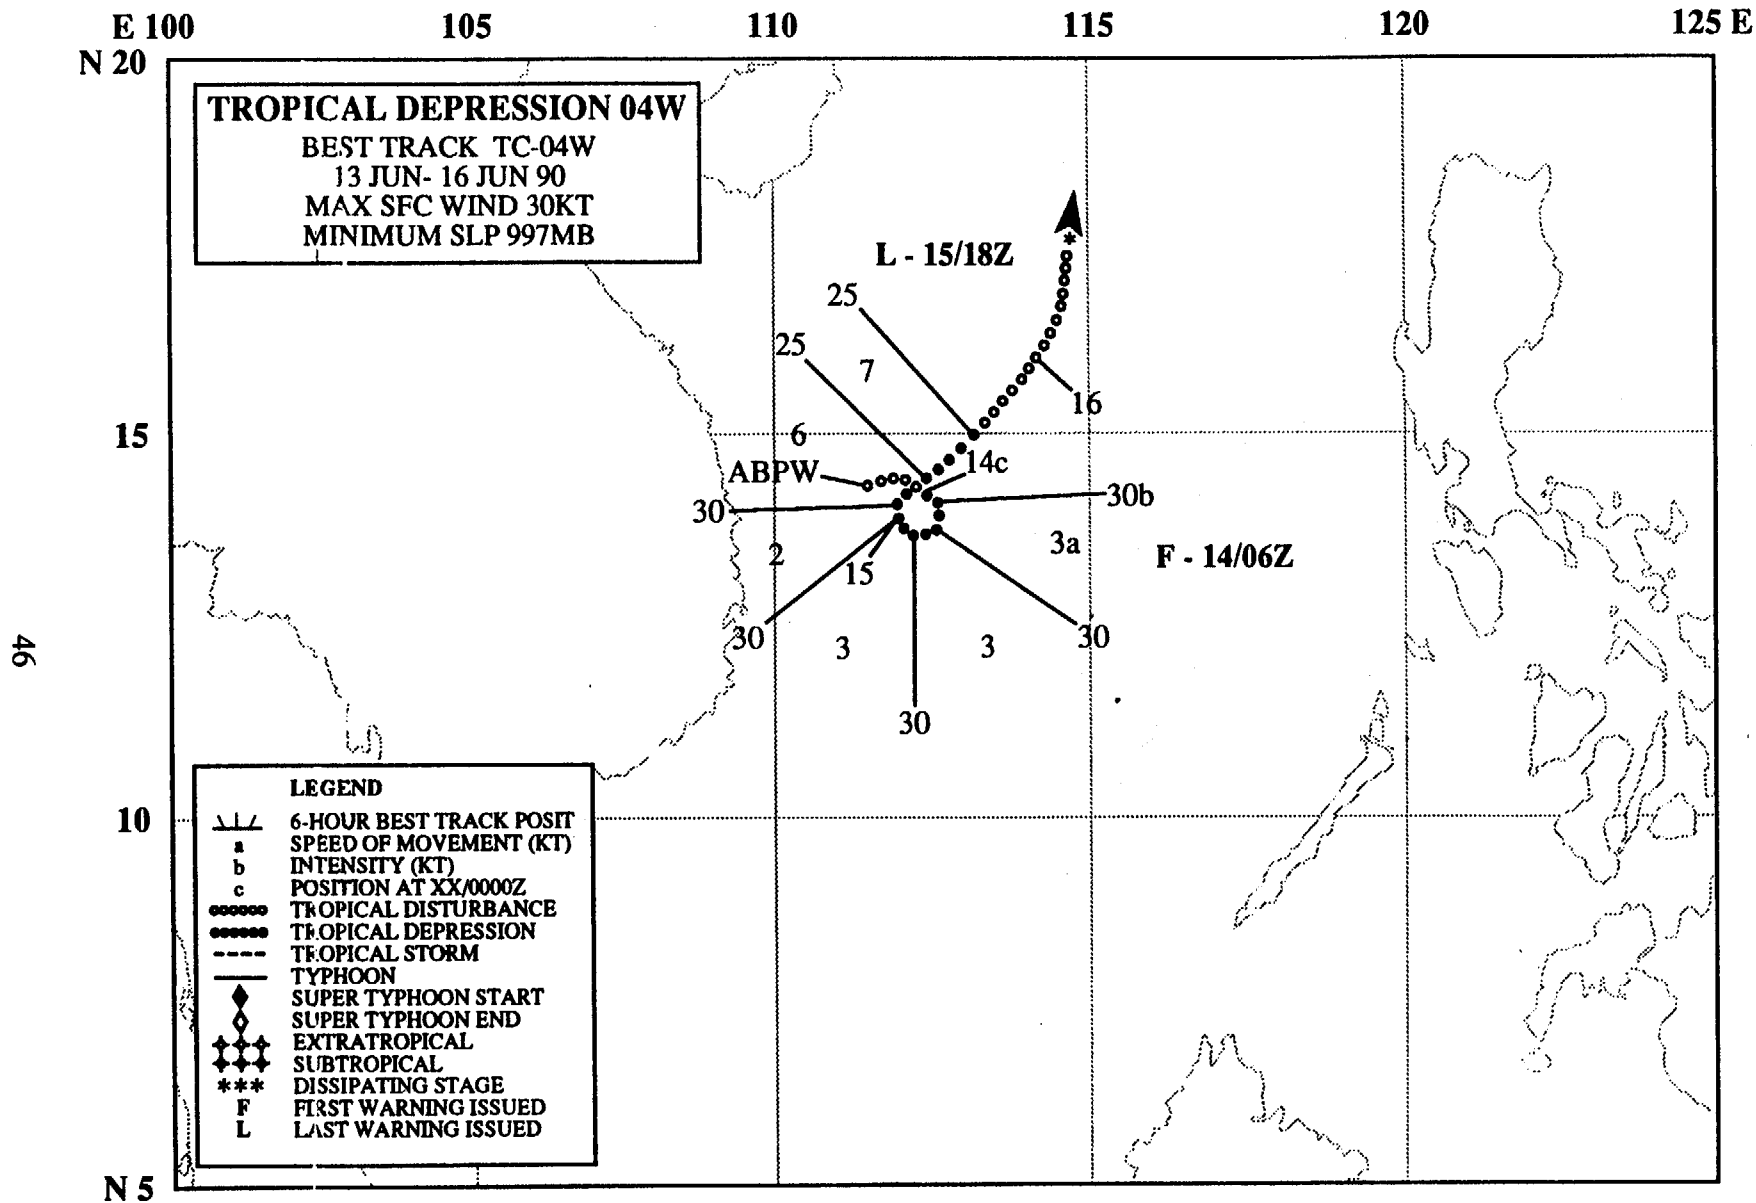 E 100 105 110 115 120 125 E
N 20
TROPICAL DEPRESSION 04W
BEST TRACK TC-04W
13 JUN- 16 JUN 90
MAX SFC WIND 30KT
MINIMUM SLP 997MB
L - 15/18Z
25
25
7
16
15
6
14c
ABPW
30b
30
3a
F - 14/06Z
2
15
30
30
3
3
46
30
LEGEND
10
6-HOUR BEST TRACK POSIT
a SPEED OF MOVEMENT (KT)
b INTENSITY (KT)
c POSITION AT XX/0000Z
TROPICAL DISTURBANCE
TROPICAL DEPRESSION
TROPICAL STORM
TYPHOON
SUPER TYPHOON START
SUPER TYPHOON END
EXTRATROPICAL
SUBTROPICAL
*** DISSIPATING STAGE
F FIRST WARNING ISSUED
L LAST WARNING ISSUED
N 5